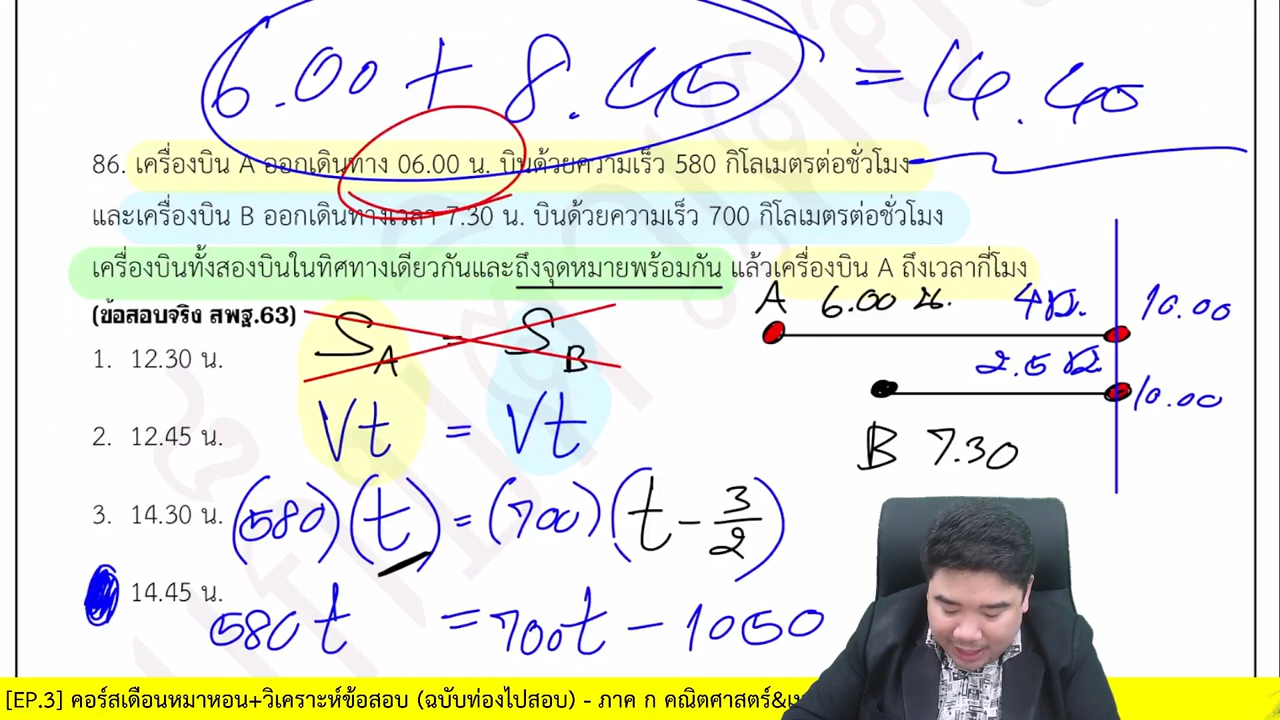 6.00 + 8.45 = 14.45
86. เครื่องบิน A ออกเดินทาง 06.00 น. บินด้วยความเร็ว 580 กิโลเมตรต่อชั่วโมง
และเครื่องบิน B ออกเดินทางเวลา 7.30 น. บินด้วยความเร็ว 700 กิโลเมตรต่อชั่วโมง
เครื่องบินทั้งสองบินในทิศทางเดียวกันและถึงจุดหมายพร้อมกัน แล้วเครื่องบิน A ถึงเวลากี่โมง
(ข้อสอบจริง สพฐ.63)
A 6.00 น. 4 ชม. 10.00
S_A = S_B
1. 12.30 น.
2.5 ชม. 10.00
Vt = Vt
2. 12.45 น.
B 7.30
3. 14.30 น.
(580)(t) = (700)(t - 3/2)
14.45 น.
580t = 700t - 1050
[EP.3] คอร์สเดือนหมาหอน+วิเคราะห์ข้อสอบ (ฉบับท่องไปสอบ) - ภาค ก คณิตศาสตร์&